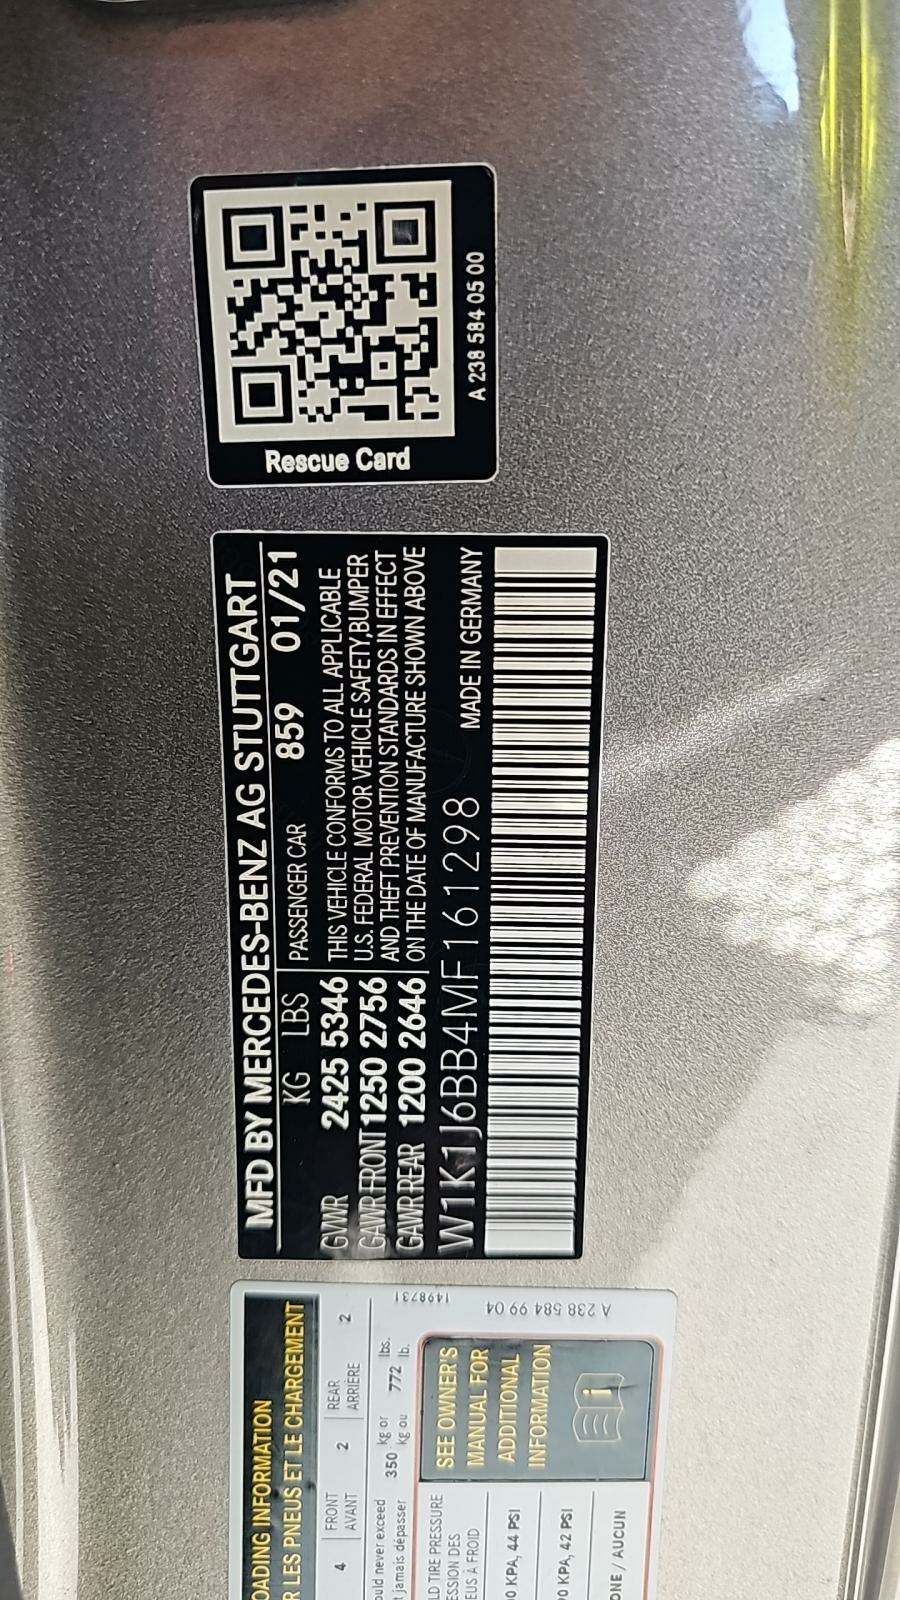 Rescue Card
A 238 584 05 00
MFD BY MERCEDES-BENZ AG STUTTGART
KG LBS PASSENGER CAR 859 01/21
GVWR 2425 5346 THIS VEHICLE CONFORMS TO ALL APPLICABLE
GAWR FRONT 1250 2756 U.S. FEDERAL MOTOR VEHICLE SAFETY,BUMPER
GAWR REAR 1200 2646 AND THEFT PREVENTION STANDARDS IN EFFECT
ON THE DATE OF MANUFACTURE SHOWN ABOVE
W1K1J6BB4MF161298 MADE IN GERMANY
OADING INFORMATION
R LES PNEUS ET LE CHARGEMENT
4 FRONT 2 REAR 2
AVANT ARRIÈRE
ould never exceed 350 kg or 772 lbs.
t jamais dépasser kg ou lb.
1498731
LD TIRE PRESSURE
ESSION DES
EUS À FROID
00 KPA, 44 PSI
90 KPA, 42 PSI
ONE / AUCUN
SEE OWNER'S
MANUAL FOR
ADDITIONAL
INFORMATION
i
A 238 584 99 04